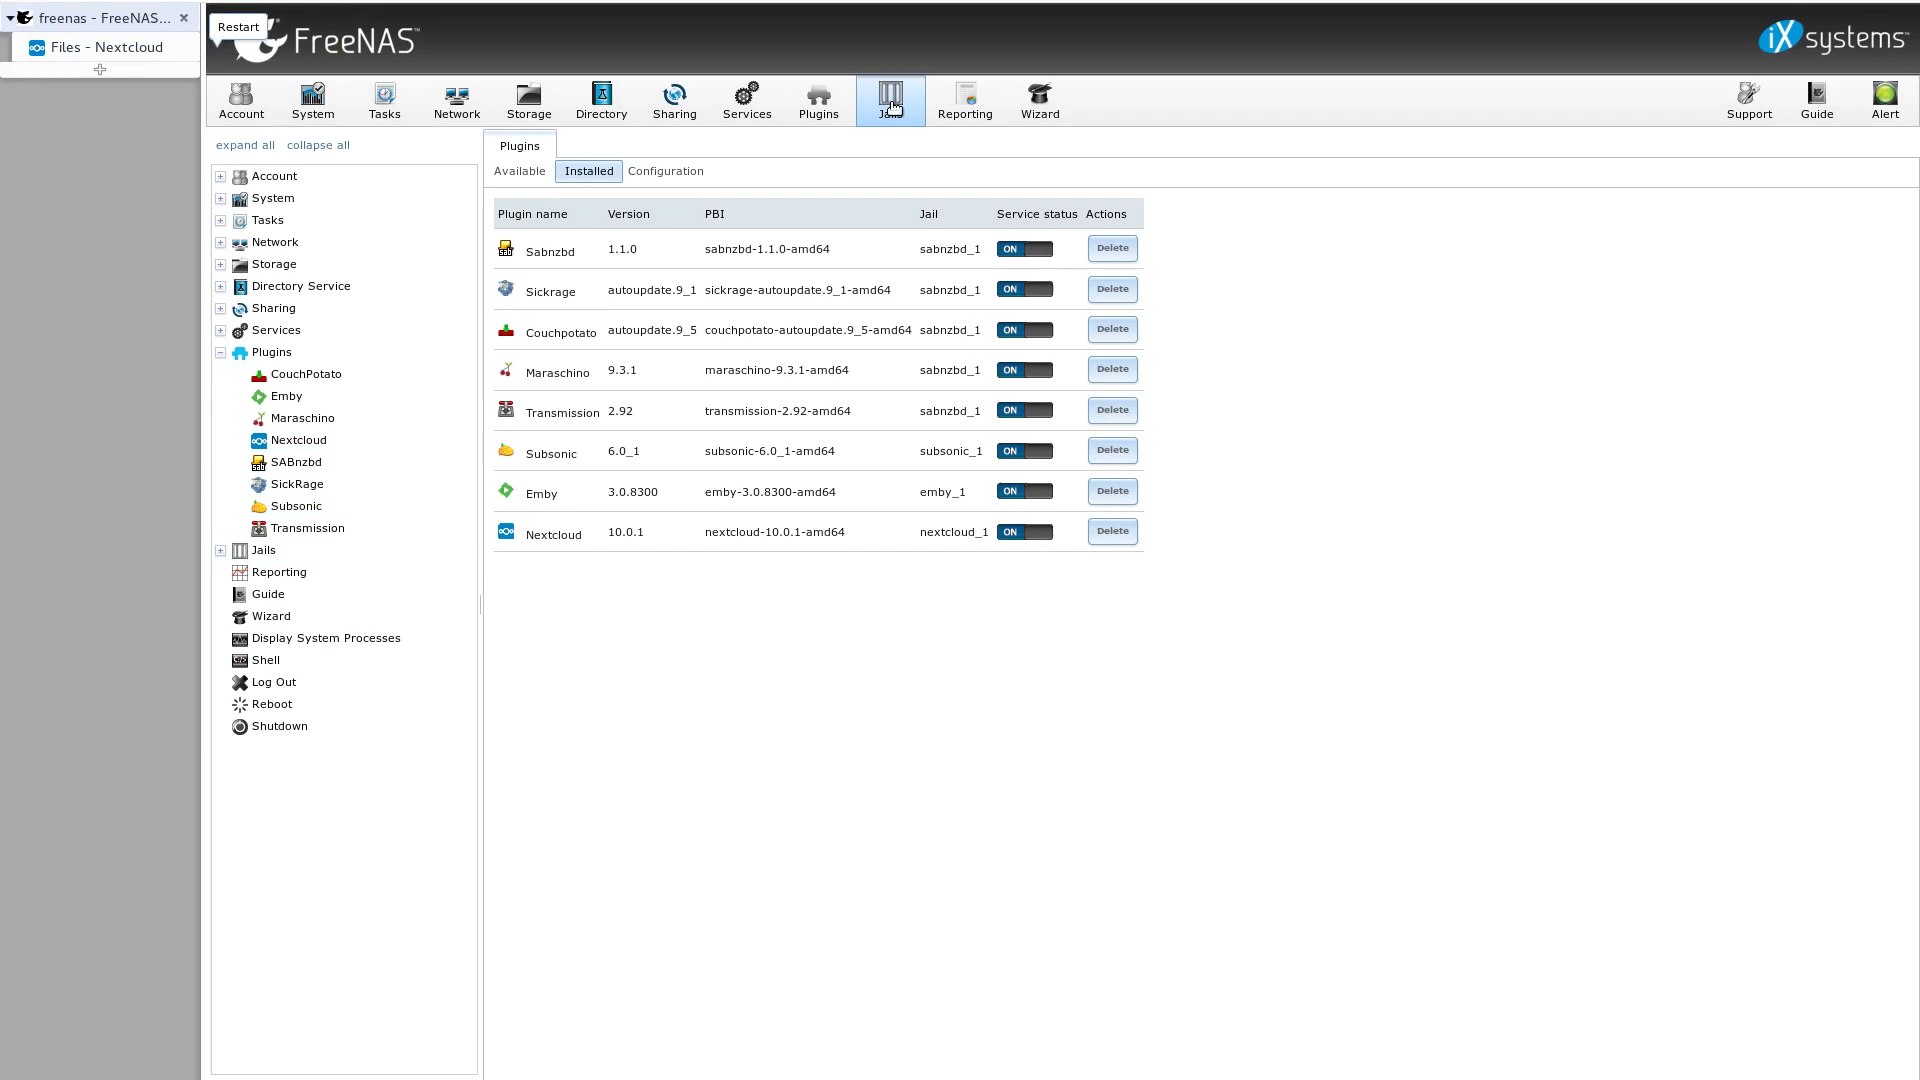 freenas - FreeNAS...
Files - Nextcloud
Restart
FreeNAS™
iXsystems™
Account System Tasks Network Storage Directory Sharing Services Plugins Jails Reporting Wizard Support Guide Alert
expand all collapse all
Account
System
Tasks
Network
Storage
Directory Service
Sharing
Services
Plugins
CouchPotato
Emby
Maraschino
Nextcloud
SABnzbd
SickRage
Subsonic
Transmission
Jails
Reporting
Guide
Wizard
Display System Processes
Shell
Log Out
Reboot
Shutdown
Plugins
Available Installed Configuration
Plugin name Version PBI Jail Service status Actions
Sabnzbd 1.1.0 sabnzbd-1.1.0-amd64 sabnzbd_1 ON Delete
Sickrage autoupdate.9_1 sickrage-autoupdate.9_1-amd64 sabnzbd_1 ON Delete
Couchpotato autoupdate.9_5 couchpotato-autoupdate.9_5-amd64 sabnzbd_1 ON Delete
Maraschino 9.3.1 maraschino-9.3.1-amd64 sabnzbd_1 ON Delete
Transmission 2.92 transmission-2.92-amd64 sabnzbd_1 ON Delete
Subsonic 6.0_1 subsonic-6.0_1-amd64 subsonic_1 ON Delete
Emby 3.0.8300 emby-3.0.8300-amd64 emby_1 ON Delete
Nextcloud 10.0.1 nextcloud-10.0.1-amd64 nextcloud_1 ON Delete